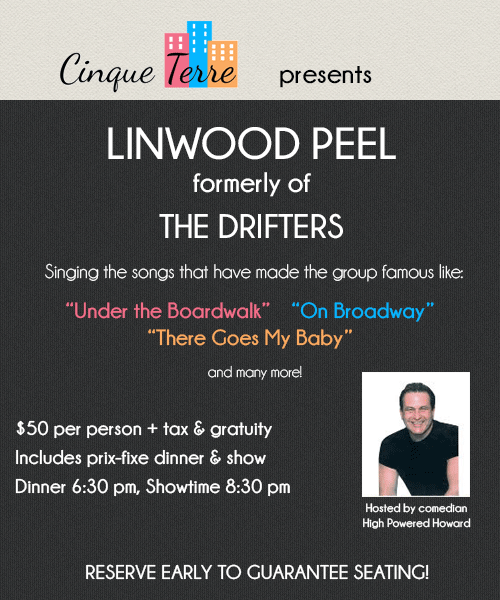 Cinque Terre presents
LINWOOD PEEL
formerly of
THE DRIFTERS
Singing the songs that have made the group famous like:
“Under the Boardwalk” “On Broadway”
“There Goes My Baby”
and many more!
$50 per person + tax & gratuity
Includes prix-fixe dinner & show
Dinner 6:30 pm, Showtime 8:30 pm
Hosted by comedian
High Powered Howard
RESERVE EARLY TO GUARANTEE SEATING!